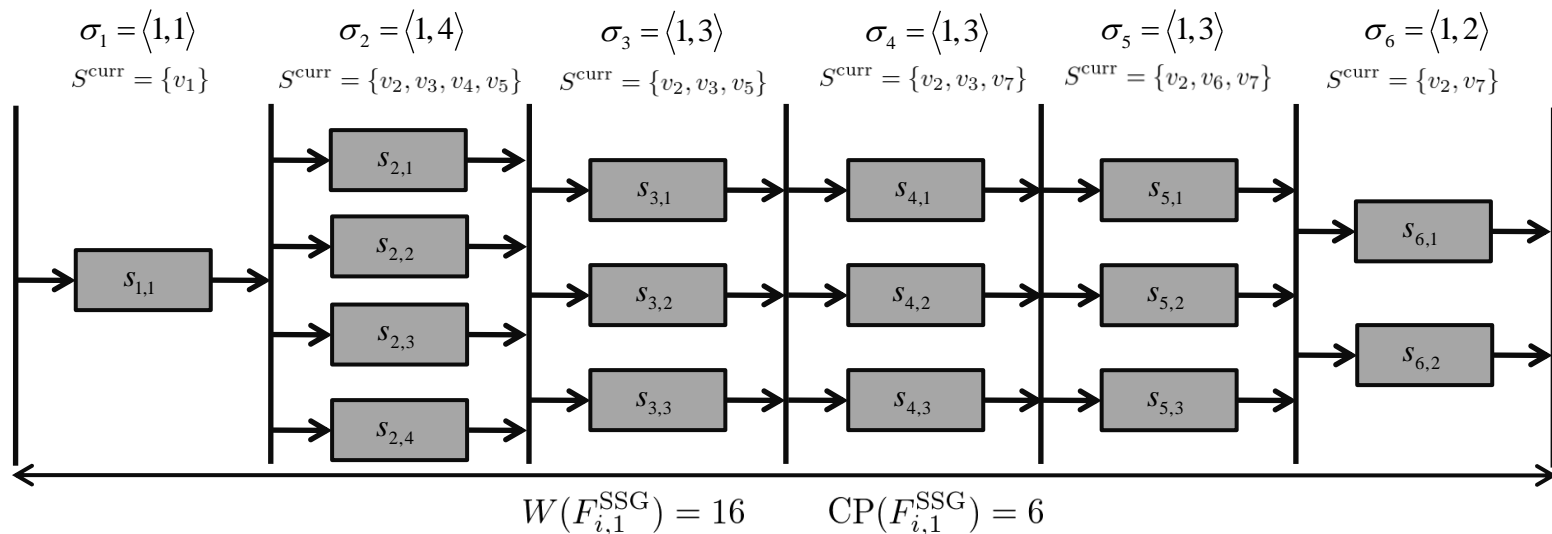 σ₁ = ⟨1,1⟩ σ₂ = ⟨1,4⟩ σ₃ = ⟨1,3⟩ σ₄ = ⟨1,3⟩ σ₅ = ⟨1,3⟩ σ₆ = ⟨1,2⟩
S^curr = {v₁} S^curr = {v₂, v₃, v₄, v₅} S^curr = {v₂, v₃, v₅} S^curr = {v₂, v₃, v₇} S^curr = {v₂, v₆, v₇} S^curr = {v₂, v₇}
s₁,₁
s₂,₁
s₂,₂
s₂,₃
s₂,₄
s₃,₁
s₃,₂
s₃,₃
s₄,₁
s₄,₂
s₄,₃
s₅,₁
s₅,₂
s₅,₃
s₆,₁
s₆,₂
W(F_{i,1}^{SSG}) = 16 CP(F_{i,1}^{SSG}) = 6